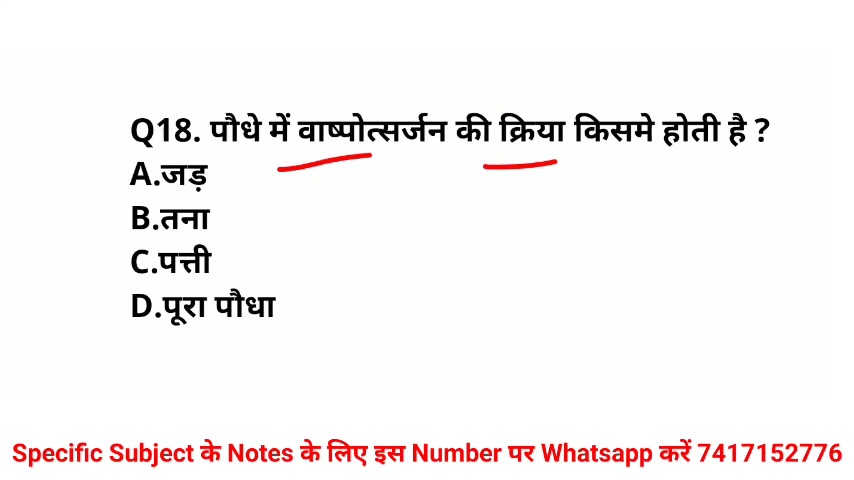 Q18. पौधे में वाष्पोत्सर्जन की क्रिया किसमे होती है ?
A.जड़
B.तना
C.पत्ती
D.पूरा पौधा
Specific Subject के Notes के लिए इस Number पर Whatsapp करें 7417152776